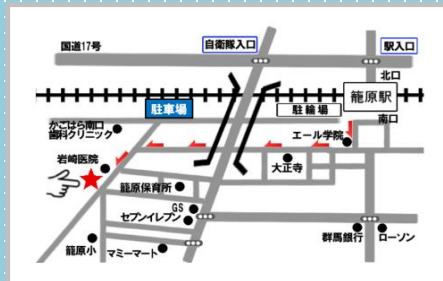 国道17号
自衛隊入口
駅入口
北口
籠原駅
駐車場
駐輪場
南口
かごはら南口
歯科クリニック
エール学院
岩崎医院
大正寺
籠原保育所
GS
セブンイレブン
籠原小
マミーマート
群馬銀行
ローソン